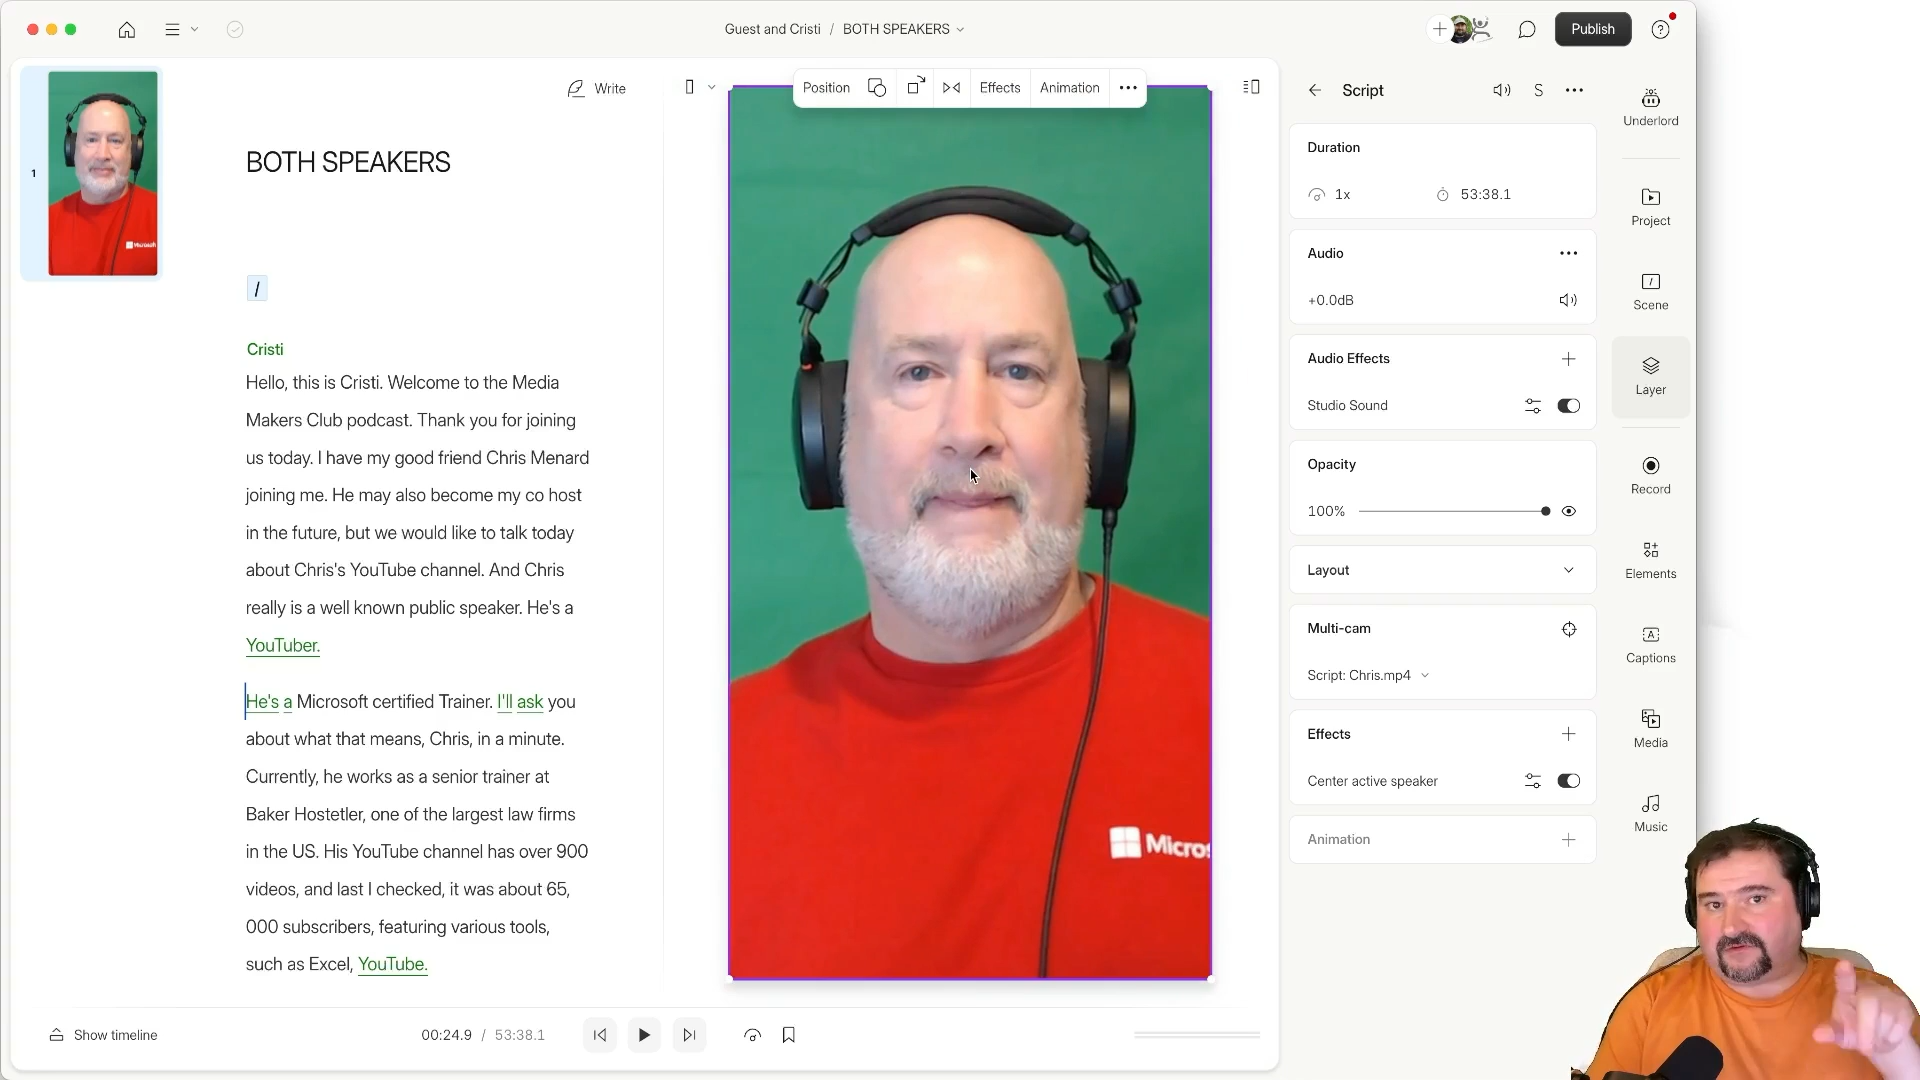 Guest and Cristi / BOTH SPEAKERS
Publish
Write
Position
Effects
Animation
1
BOTH SPEAKERS
/
Cristi
Hello, this is Cristi. Welcome to the Media
Makers Club podcast. Thank you for joining
us today. I have my good friend Chris Menard
joining me. He may also become my co host
in the future, but we would like to talk today
about Chris's YouTube channel. And Chris
really is a well known public speaker. He's a
YouTuber.
He's a Microsoft certified Trainer. I'll ask you
about what that means, Chris, in a minute.
Currently, he works as a senior trainer at
Baker Hostetler, one of the largest law firms
in the US. His YouTube channel has over 900
videos, and last I checked, it was about 65,
000 subscribers, featuring various tools,
such as Excel, YouTube.
Micros
Microsoft
Show timeline
00:24.9 / 53:38.1
Script
S
Duration
1x
53:38.1
Audio
+0.0dB
Audio Effects
Studio Sound
Opacity
100%
Layout
Multi-cam
Script: Chris.mp4
Effects
Center active speaker
Animation
Underlord
Project
Scene
Layer
Record
Elements
Captions
Media
Music